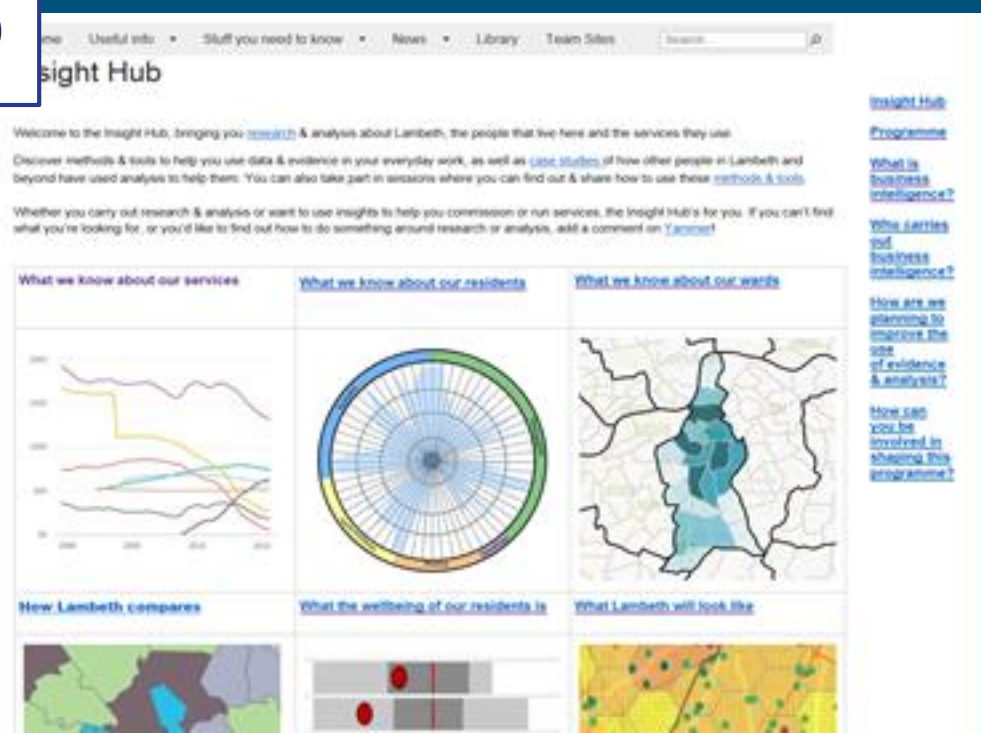 me Useful info Stuff you need to know News Library Team Sites Search...
sight Hub
Welcome to the Insight Hub, bringing you research & analysis about Lambeth, the people that live here and the services they use.
Discover methods & tools to help you use data & evidence in your everyday work, as well as case studies of how other people in Lambeth and
beyond have used analysis to help them. You can also take part in sessions where you can find out & share how to use these methods & tools.
Whether you carry out research & analysis or want to use insights to help you commission or run services, the Insight Hub's for you. If you can't find
what you're looking for, or you'd like to find out how to do something around research or analysis, add a comment on Yammer!
What we know about our services
What we know about our residents
What we know about our wards
How Lambeth compares
What the wellbeing of our residents is
What Lambeth will look like
Insight Hub
Programme
What is
business
intelligence?
Who carries
out
business
intelligence?
How are we
planning to
improve the
use
of evidence
& analysis?
How can
you be
involved in
shaping this
programme?